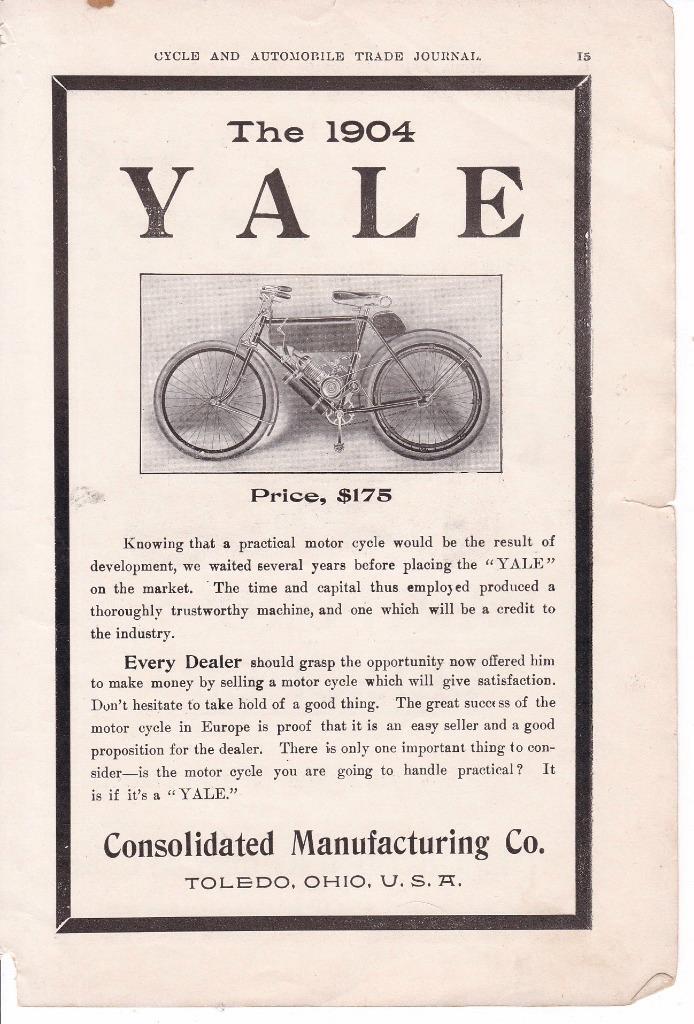 CYCLE AND AUTOMOBILE TRADE JOURNAL. 15
The 1904
YALE
Price, $175
Knowing that a practical motor cycle would be the result of
development, we waited several years before placing the "YALE"
on the market. The time and capital thus employed produced a
thoroughly trustworthy machine, and one which will be a credit to
the industry.
Every Dealer should grasp the opportunity now offered him
to make money by selling a motor cycle which will give satisfaction.
Don't hesitate to take hold of a good thing. The great success of the
motor cycle in Europe is proof that it is an easy seller and a good
proposition for the dealer. There is only one important thing to con-
sider—is the motor cycle you are going to handle practical? It
is if it's a "YALE."
Consolidated Manufacturing Co.
TOLEDO, OHIO, U. S. A.